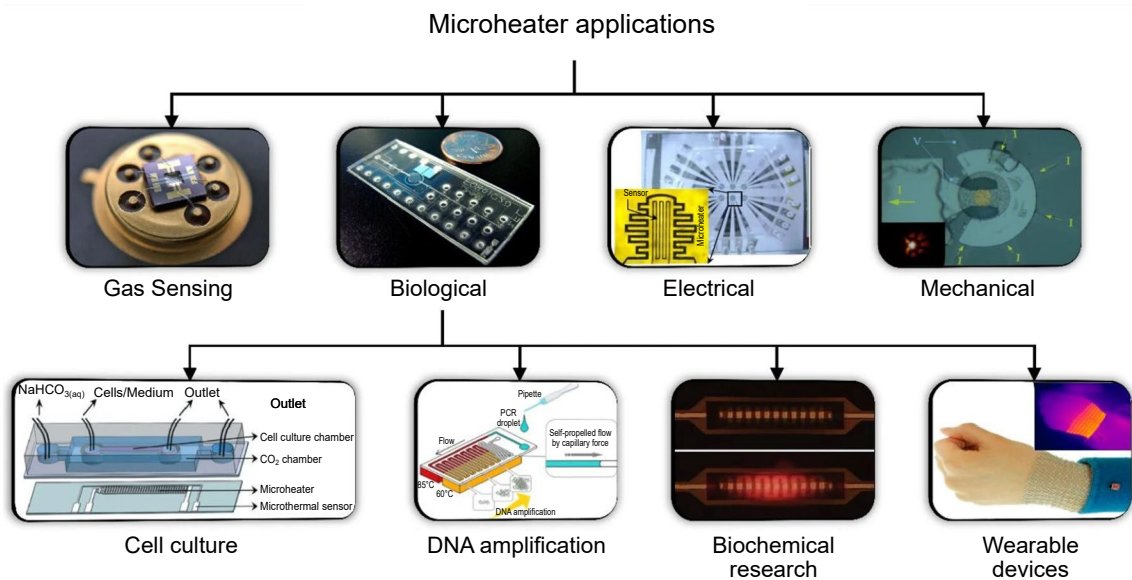 Microheater applications
Sensor
Microheater
V
I
I
I
I
I
I
Gas Sensing
Biological
Electrical
Mechanical
NaHCO3(aq)
Cells/Medium
Outlet
Outlet
Cell culture chamber
CO2 chamber
Microheater
Microthermal sensor
Pipette
PCR
droplet
Flow
Self-propelled flow
by capillary force
85°C
60°C
DNA amplification
Cell culture
DNA amplification
Biochemical
research
Wearable
devices